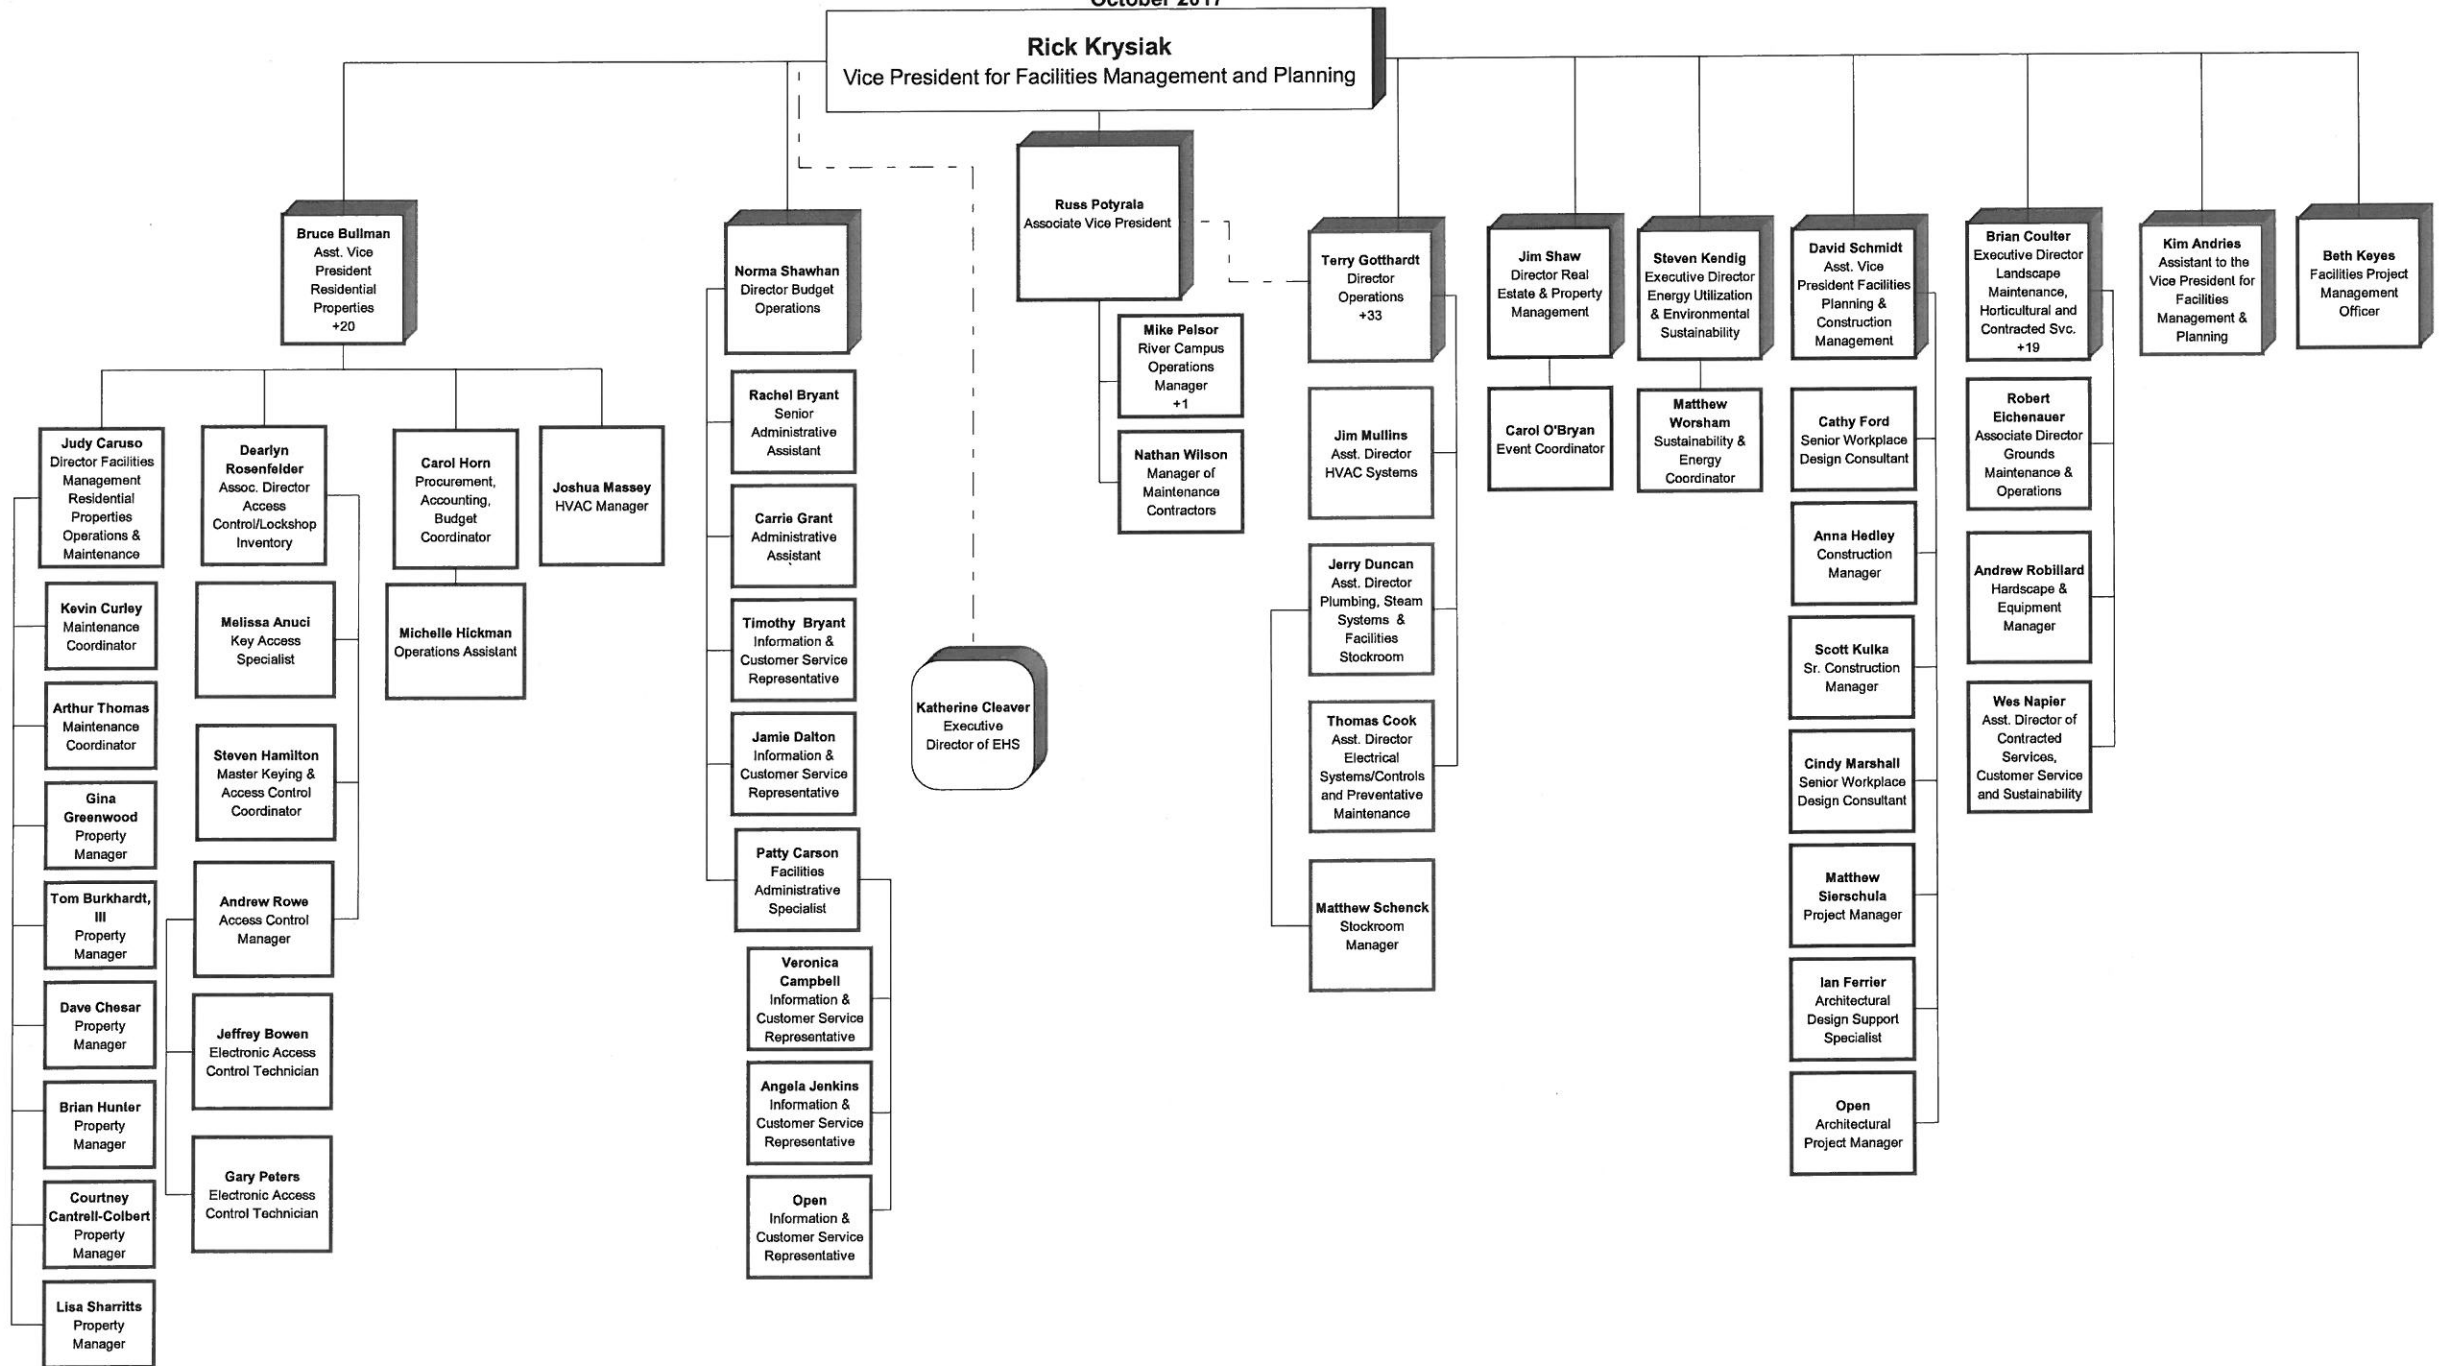 October 2017
Rick Krysiak
Vice President for Facilities Management and Planning
Bruce Bullman
Asst. Vice
President
Residential
Properties
+20
Judy Caruso
Director Facilities
Management
Residential
Properties
Operations &
Maintenance
Kevin Curley
Maintenance
Coordinator
Arthur Thomas
Maintenance
Coordinator
Gina
Greenwood
Property
Manager
Tom Burkhardt,
III
Property
Manager
Dave Chesar
Property
Manager
Brian Hunter
Property
Manager
Courtney
Cantrell-Colbert
Property
Manager
Lisa Sharritts
Property
Manager
Dearlyn
Rosenfelder
Assoc. Director
Access
Control/Lockshop
Inventory
Melissa Anuci
Key Access
Specialist
Steven Hamilton
Master Keying &
Access Control
Coordinator
Andrew Rowe
Access Control
Manager
Jeffrey Bowen
Electronic Access
Control Technician
Gary Peters
Electronic Access
Control Technician
Carol Horn
Procurement,
Accounting,
Budget
Coordinator
Michelle Hickman
Operations Assistant
Joshua Massey
HVAC Manager
Norma Shawhan
Director Budget
Operations
Rachel Bryant
Senior
Administrative
Assistant
Carrie Grant
Administrative
Assistant
Timothy Bryant
Information &
Customer Service
Representative
Jamie Dalton
Information &
Customer Service
Representative
Patty Carson
Facilities
Administrative
Specialist
Veronica
Campbell
Information &
Customer Service
Representative
Angela Jenkins
Information &
Customer Service
Representative
Open
Information &
Customer Service
Representative
Katherine Cleaver
Executive
Director of EHS
Russ Potyrala
Associate Vice President
Mike Pelsor
River Campus
Operations
Manager
+1
Nathan Wilson
Manager of
Maintenance
Contractors
Terry Gotthardt
Director
Operations
+33
Jim Mullins
Asst. Director
HVAC Systems
Jerry Duncan
Asst. Director
Plumbing, Steam
Systems &
Facilities
Stockroom
Thomas Cook
Asst. Director
Electrical
Systems/Controls
and Preventative
Maintenance
Matthew Schenck
Stockroom
Manager
Jim Shaw
Director Real
Estate & Property
Management
Carol O'Bryan
Event Coordinator
Steven Kendig
Executive Director
Energy Utilization
& Environmental
Sustainability
Matthew
Worsham
Sustainability &
Energy
Coordinator
David Schmidt
Asst. Vice
President Facilities
Planning &
Construction
Management
Cathy Ford
Senior Workplace
Design Consultant
Anna Hedley
Construction
Manager
Scott Kulka
Sr. Construction
Manager
Cindy Marshall
Senior Workplace
Design Consultant
Matthew
Sierschula
Project Manager
Ian Ferrier
Architectural
Design Support
Specialist
Open
Architectural
Project Manager
Brian Coulter
Executive Director
Landscape
Maintenance,
Horticultural and
Contracted Svc.
+19
Robert
Eichenauer
Associate Director
Grounds
Maintenance &
Operations
Andrew Robillard
Hardscape &
Equipment
Manager
Wes Napier
Asst. Director of
Contracted
Services,
Customer Service
and Sustainability
Kim Andries
Assistant to the
Vice President for
Facilities
Management &
Planning
Beth Keyes
Facilities Project
Management
Officer